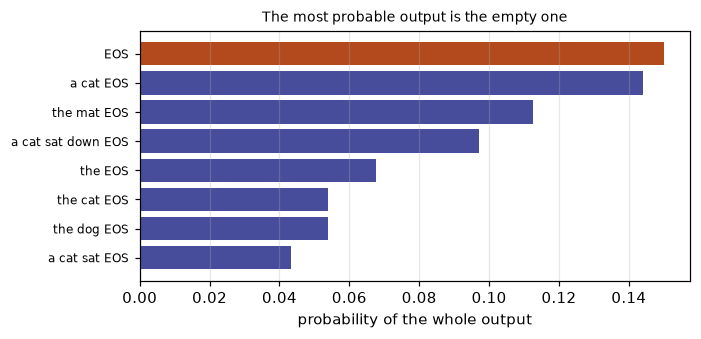 The most probable output is the empty one
EOS
a cat EOS
the mat EOS
a cat sat down EOS
the EOS
the cat EOS
the dog EOS
a cat sat EOS
0.00 0.02 0.04 0.06 0.08 0.10 0.12 0.14
probability of the whole output